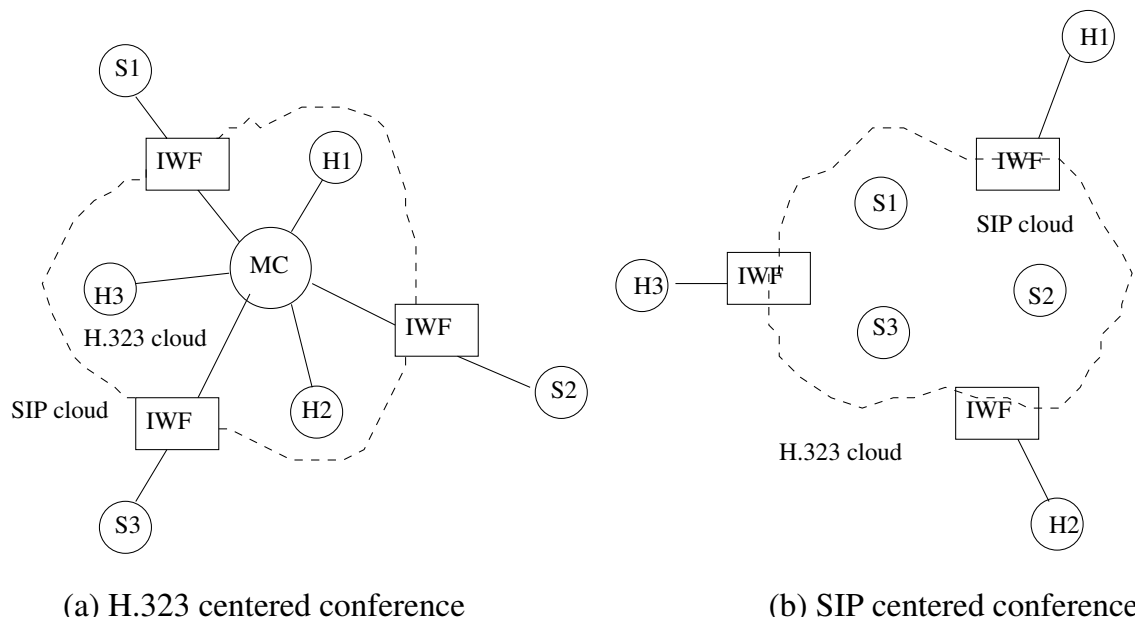 S1
IWF
H1
MC
H3
H.323 cloud
IWF
SIP cloud
S2
IWF
H2
S3
(a) H.323 centered conference
H1
IWF
S1
SIP cloud
H3
IWF
S2
S3
IWF
H.323 cloud
H2
(b) SIP centered conference